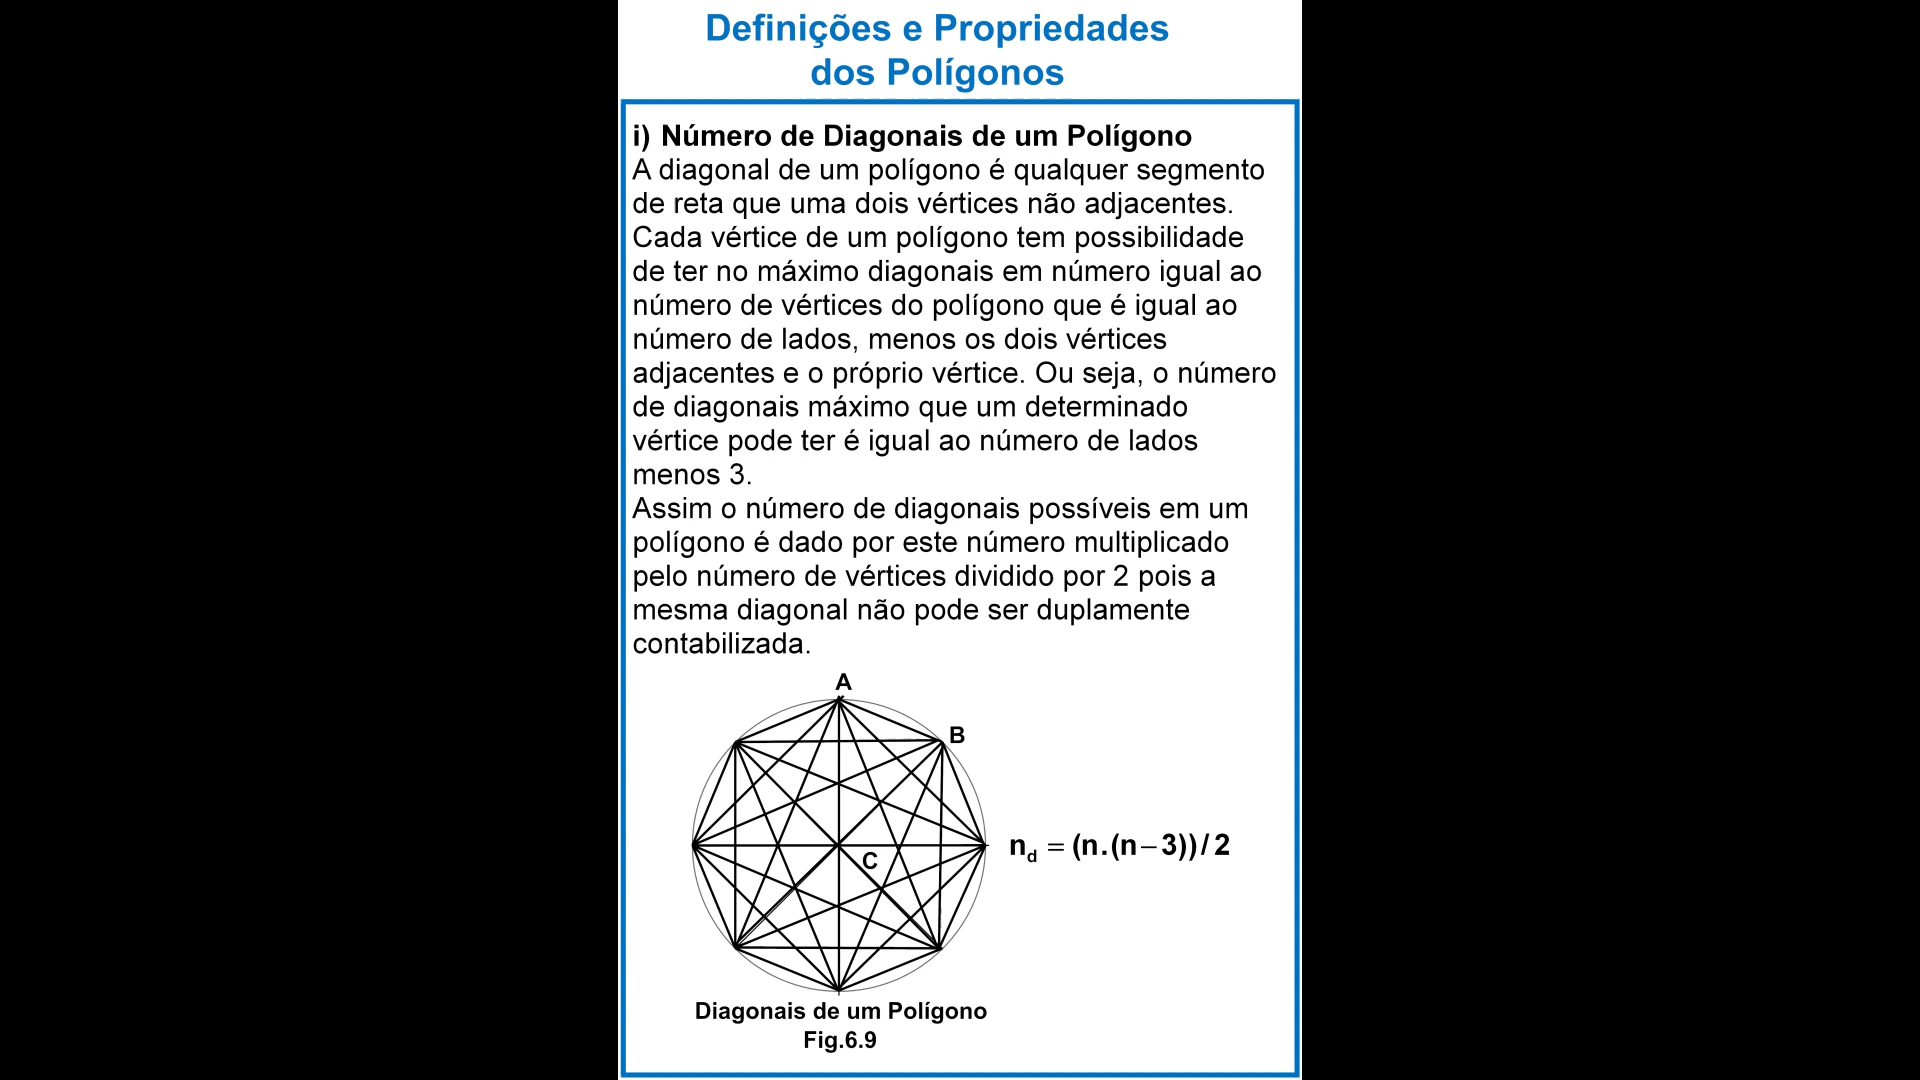 Definições e Propriedades
dos Polígonos
i) Número de Diagonais de um Polígono
A diagonal de um polígono é qualquer segmento
de reta que uma dois vértices não adjacentes.
Cada vértice de um polígono tem possibilidade
de ter no máximo diagonais em número igual ao
número de vértices do polígono que é igual ao
número de lados, menos os dois vértices
adjacentes e o próprio vértice. Ou seja, o número
de diagonais máximo que um determinado
vértice pode ter é igual ao número de lados
menos 3.
Assim o número de diagonais possíveis em um
polígono é dado por este número multiplicado
pelo número de vértices dividido por 2 pois a
mesma diagonal não pode ser duplamente
contabilizada.
A
B
C
n_d = (n.(n–3))/2
Diagonais de um Polígono
Fig.6.9